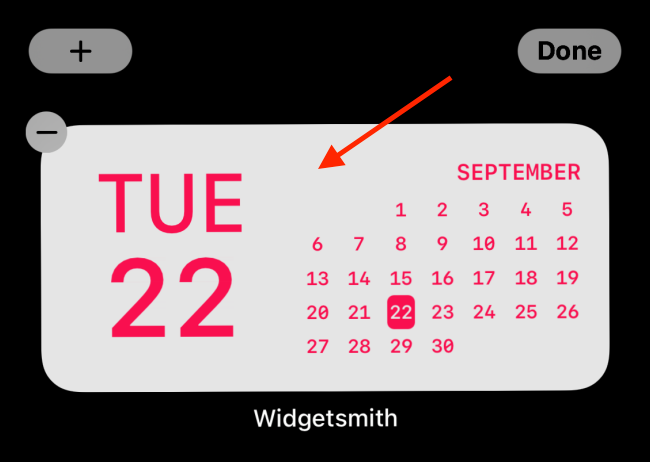 + Done
−
TUE
22
SEPTEMBER
1 2 3 4 5
6 7 8 9 10 11 12
13 14 15 16 17 18 19
20 21 22 23 24 25 26
27 28 29 30
Widgetsmith